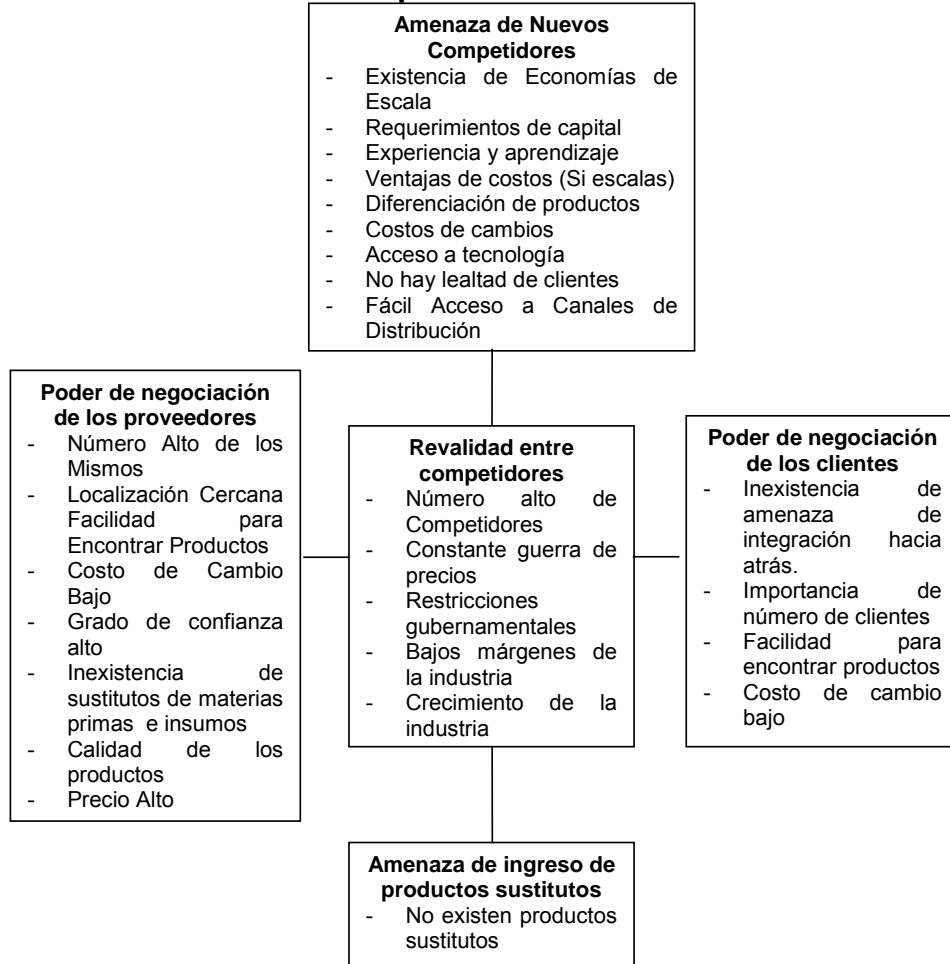 Amenaza de Nuevos
Competidores
- Existencia de Economías de
Escala
- Requerimientos de capital
- Experiencia y aprendizaje
- Ventajas de costos (Si escalas)
- Diferenciación de productos
- Costos de cambios
- Acceso a tecnología
- No hay lealtad de clientes
- Fácil Acceso a Canales de
Distribución
Poder de negociación
de los proveedores
- Número Alto de los
Mismos
- Localización Cercana
Facilidad para
Encontrar Productos
- Costo de Cambio
Bajo
- Grado de confianza
alto
- Inexistencia de
sustitutos de materias
primas e insumos
- Calidad de los
productos
- Precio Alto
Revalidad entre
competidores
- Número alto de
Competidores
- Constante guerra de
precios
- Restricciones
gubernamentales
- Bajos márgenes de
la industria
- Crecimiento de la
industria
Poder de negociación
de los clientes
- Inexistencia de
amenaza de
integración hacia
atrás.
- Importancia de
número de clientes
- Facilidad para
encontrar productos
- Costo de cambio
bajo
Amenaza de ingreso de
productos sustitutos
- No existen productos
sustitutos